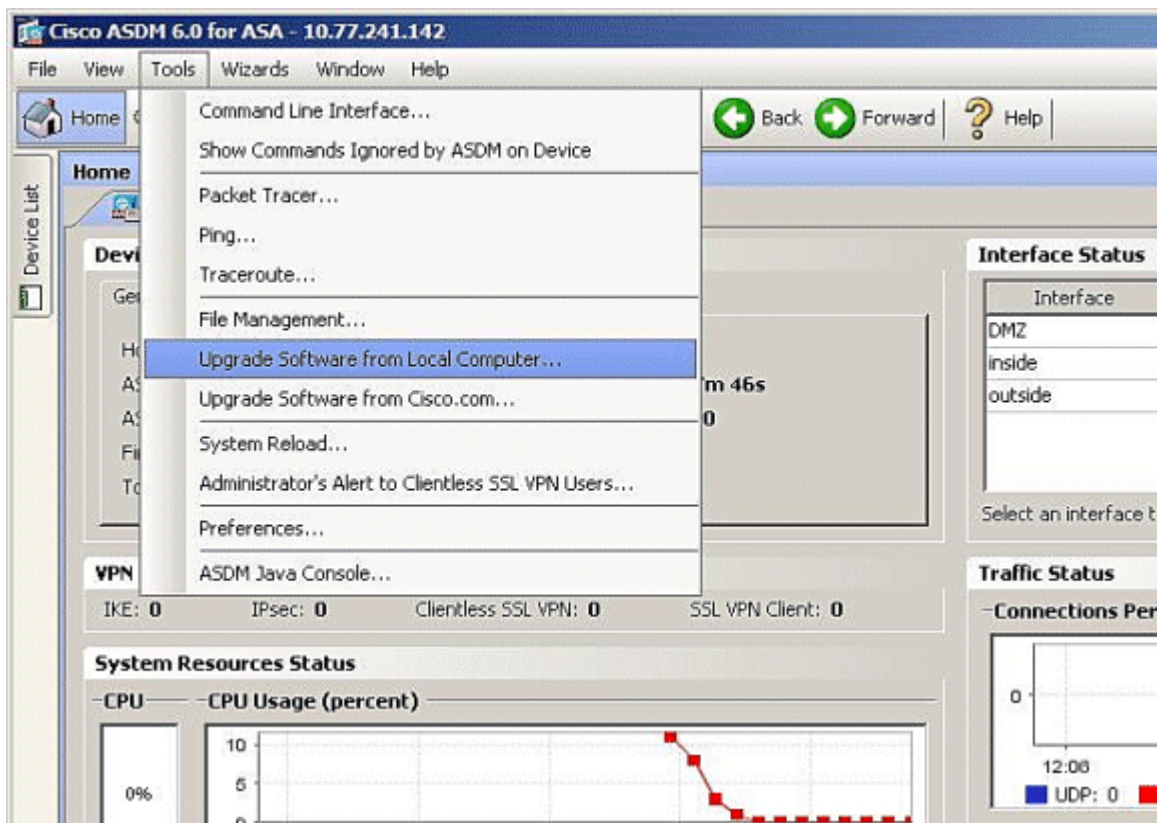 Cisco ASDM 6.0 for ASA - 10.77.241.142
File View Tools Wizards Window Help
Home Back Forward Help
Command Line Interface...
Show Commands Ignored by ASDM on Device
Packet Tracer...
Ping...
Traceroute...
File Management...
Upgrade Software from Local Computer...
Upgrade Software from Cisco.com...
System Reload...
Administrator's Alert to Clientless SSL VPN Users...
Preferences...
ASDM Java Console...
Device List
Home
Interface Status
Interface
DMZ
inside
outside
'm 46s
0
Select an interface t
VPN
IKE: 0 IPsec: 0 Clientless SSL VPN: 0 SSL VPN Client: 0
Traffic Status
Connections Per
0
12:06
UDP: 0
System Resources Status
CPU CPU Usage (percent)
0%
10
5
0